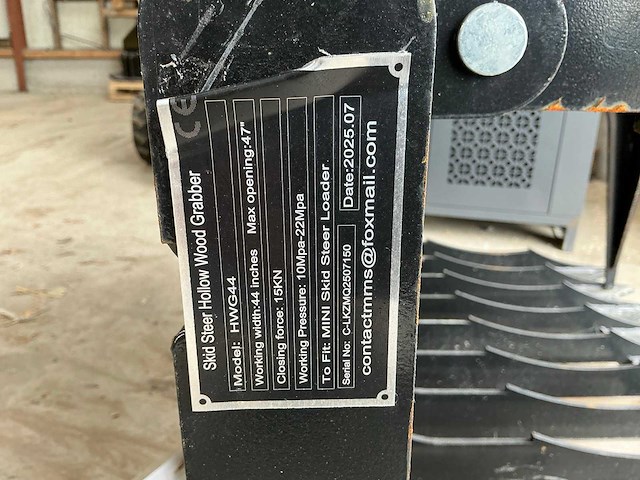 CE
Skid Steer Hollow Wood Grabber
Model: HWG44
Working width:44 inches Max opening:47"
Closing force: 15KN
Working Pressure: 10Mpa-22Mpa
To Fit: MINI Skid Steer Loader
Serial No: C-LKZMQ2507150 Date:2025.07
contactmms@foxmail.com